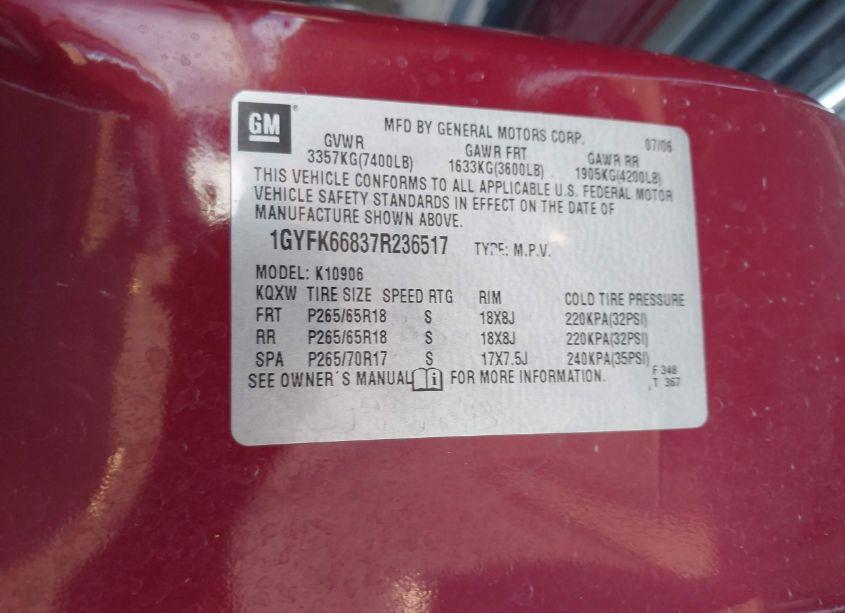 GM®
MFD BY GENERAL MOTORS CORP. 07/06
GVWR GAWR FRT GAWR RR
3357KG(7400LB) 1633KG(3600LB) 1905KG(4200LB)
THIS VEHICLE CONFORMS TO ALL APPLICABLE U.S. FEDERAL MOTOR
VEHICLE SAFETY STANDARDS IN EFFECT ON THE DATE OF
MANUFACTURE SHOWN ABOVE.
1GYFK66837R236517 TYPE: M.P.V.
MODEL: K10906
KQXW TIRE SIZE SPEED RTG RIM COLD TIRE PRESSURE
FRT P265/65R18 S 18X8J 220KPA(32PSI)
RR P265/65R18 S 18X8J 220KPA(32PSI)
SPA P265/70R17 S 17X7.5J 240KPA(35PSI)
SEE OWNER'S MANUAL i FOR MORE INFORMATION.
F 348
T 367